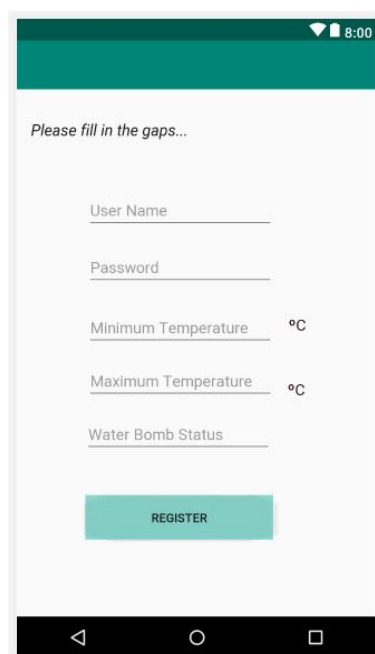 8:00
Please fill in the gaps...
User Name
Password
Minimum Temperature ºC
Maximum Temperature ºC
Water Bomb Status
REGISTER